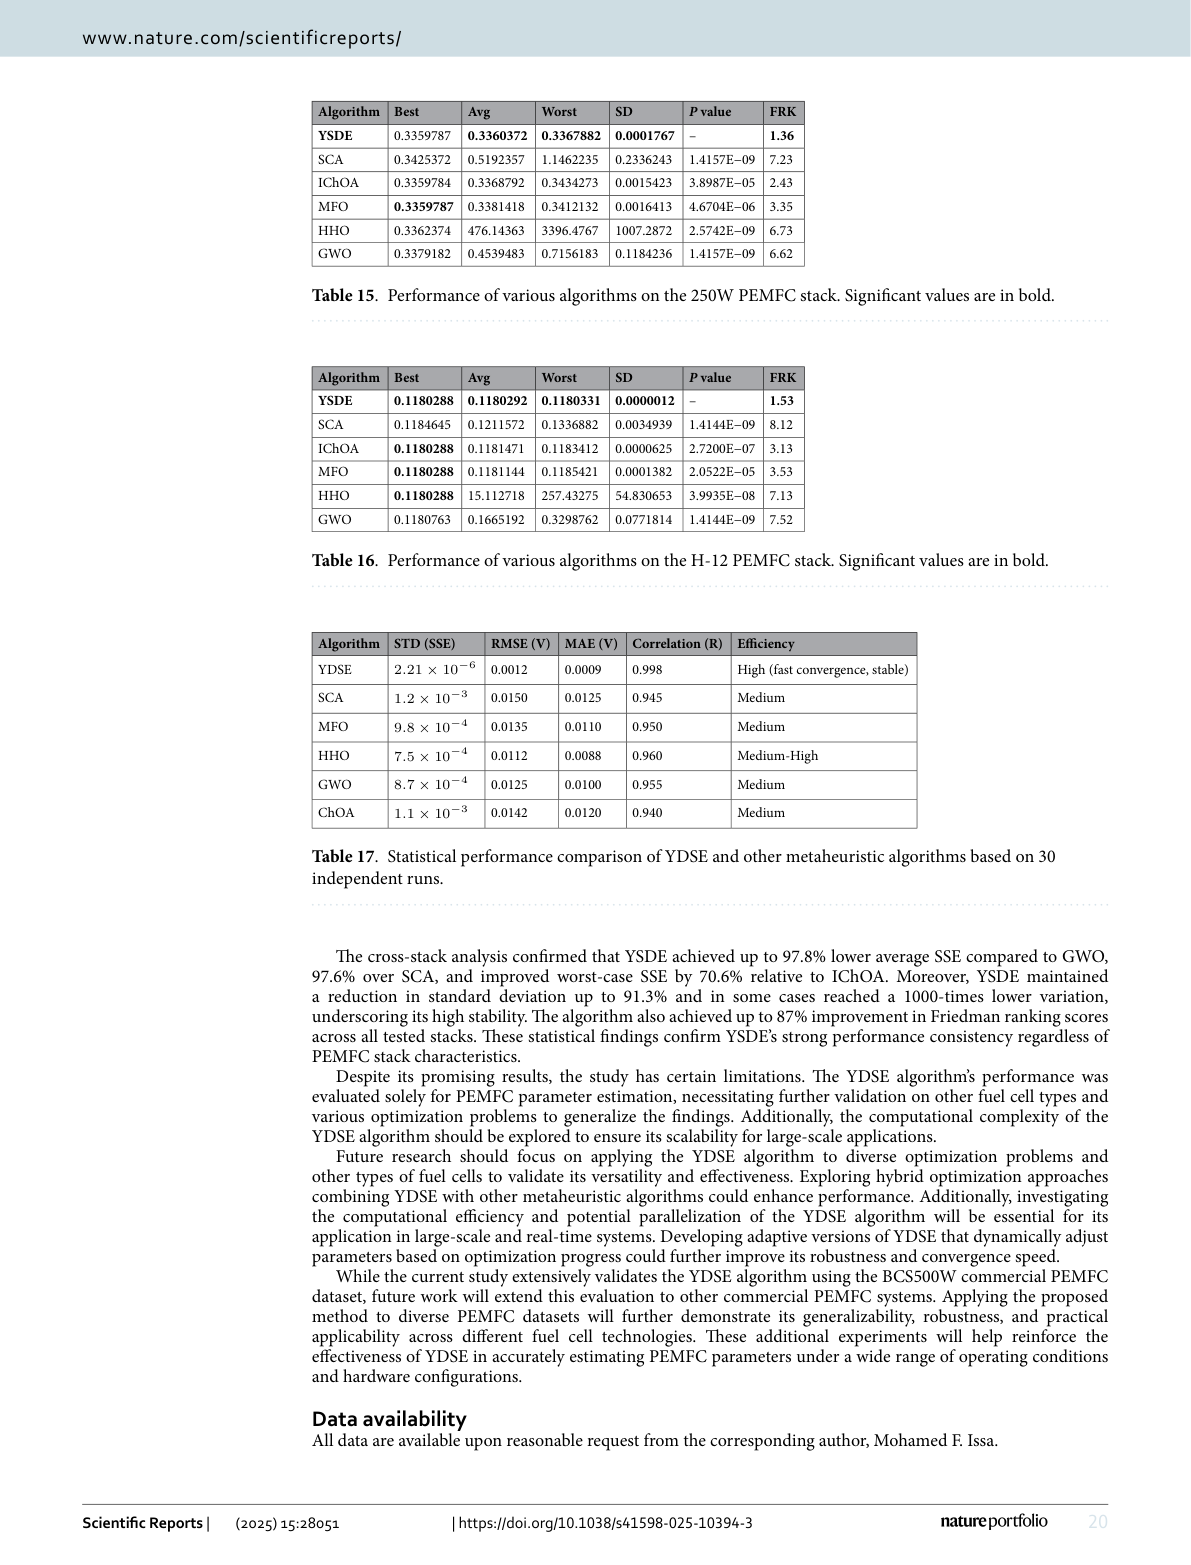 www.nature.com/scientificreports/
Algorithm Best Avg Worst SD P value FRK
YSDE 0.3359787 0.3360372 0.3367882 0.0001767 – 1.36
SCA 0.3425372 0.5192357 1.1462235 0.2336243 1.4157E−09 7.23
IChOA 0.3359784 0.3368792 0.3434273 0.0015423 3.8987E−05 2.43
MFO 0.3359787 0.3381418 0.3412132 0.0016413 4.6704E−06 3.35
HHO 0.3362374 476.14363 3396.4767 1007.2872 2.5742E−09 6.73
GWO 0.3379182 0.4539483 0.7156183 0.1184236 1.4157E−09 6.62
Table 15. Performance of various algorithms on the 250W PEMFC stack. Significant values are in bold.
Algorithm Best Avg Worst SD P value FRK
YSDE 0.1180288 0.1180292 0.1180331 0.0000012 – 1.53
SCA 0.1184645 0.1211572 0.1336882 0.0034939 1.4144E−09 8.12
IChOA 0.1180288 0.1181471 0.1183412 0.0000625 2.7200E−07 3.13
MFO 0.1180288 0.1181144 0.1185421 0.0001382 2.0522E−05 3.53
HHO 0.1180288 15.112718 257.43275 54.830653 3.9935E−08 7.13
GWO 0.1180763 0.1665192 0.3298762 0.0771814 1.4144E−09 7.52
Table 16. Performance of various algorithms on the H-12 PEMFC stack. Significant values are in bold.
Algorithm STD (SSE) RMSE (V) MAE (V) Correlation (R) Efficiency
YDSE 2.21 × 10⁻⁶ 0.0012 0.0009 0.998 High (fast convergence, stable)
SCA 1.2 × 10⁻³ 0.0150 0.0125 0.945 Medium
MFO 9.8 × 10⁻⁴ 0.0135 0.0110 0.950 Medium
HHO 7.5 × 10⁻⁴ 0.0112 0.0088 0.960 Medium-High
GWO 8.7 × 10⁻⁴ 0.0125 0.0100 0.955 Medium
ChOA 1.1 × 10⁻³ 0.0142 0.0120 0.940 Medium
Table 17. Statistical performance comparison of YDSE and other metaheuristic algorithms based on 30
independent runs.
The cross-stack analysis confirmed that YSDE achieved up to 97.8% lower average SSE compared to GWO,
97.6% over SCA, and improved worst-case SSE by 70.6% relative to IChOA. Moreover, YSDE maintained
a reduction in standard deviation up to 91.3% and in some cases reached a 1000-times lower variation,
underscoring its high stability. The algorithm also achieved up to 87% improvement in Friedman ranking scores
across all tested stacks. These statistical findings confirm YSDE’s strong performance consistency regardless of
PEMFC stack characteristics.
Despite its promising results, the study has certain limitations. The YDSE algorithm’s performance was
evaluated solely for PEMFC parameter estimation, necessitating further validation on other fuel cell types and
various optimization problems to generalize the findings. Additionally, the computational complexity of the
YDSE algorithm should be explored to ensure its scalability for large-scale applications.
Future research should focus on applying the YDSE algorithm to diverse optimization problems and
other types of fuel cells to validate its versatility and effectiveness. Exploring hybrid optimization approaches
combining YDSE with other metaheuristic algorithms could enhance performance. Additionally, investigating
the computational efficiency and potential parallelization of the YDSE algorithm will be essential for its
application in large-scale and real-time systems. Developing adaptive versions of YDSE that dynamically adjust
parameters based on optimization progress could further improve its robustness and convergence speed.
While the current study extensively validates the YDSE algorithm using the BCS500W commercial PEMFC
dataset, future work will extend this evaluation to other commercial PEMFC systems. Applying the proposed
method to diverse PEMFC datasets will further demonstrate its generalizability, robustness, and practical
applicability across different fuel cell technologies. These additional experiments will help reinforce the
effectiveness of YDSE in accurately estimating PEMFC parameters under a wide range of operating conditions
and hardware configurations.
Data availability
All data are available upon reasonable request from the corresponding author, Mohamed F. Issa.
Scientific Reports | (2025) 15:28051 | https://doi.org/10.1038/s41598-025-10394-3 nature portfolio 20